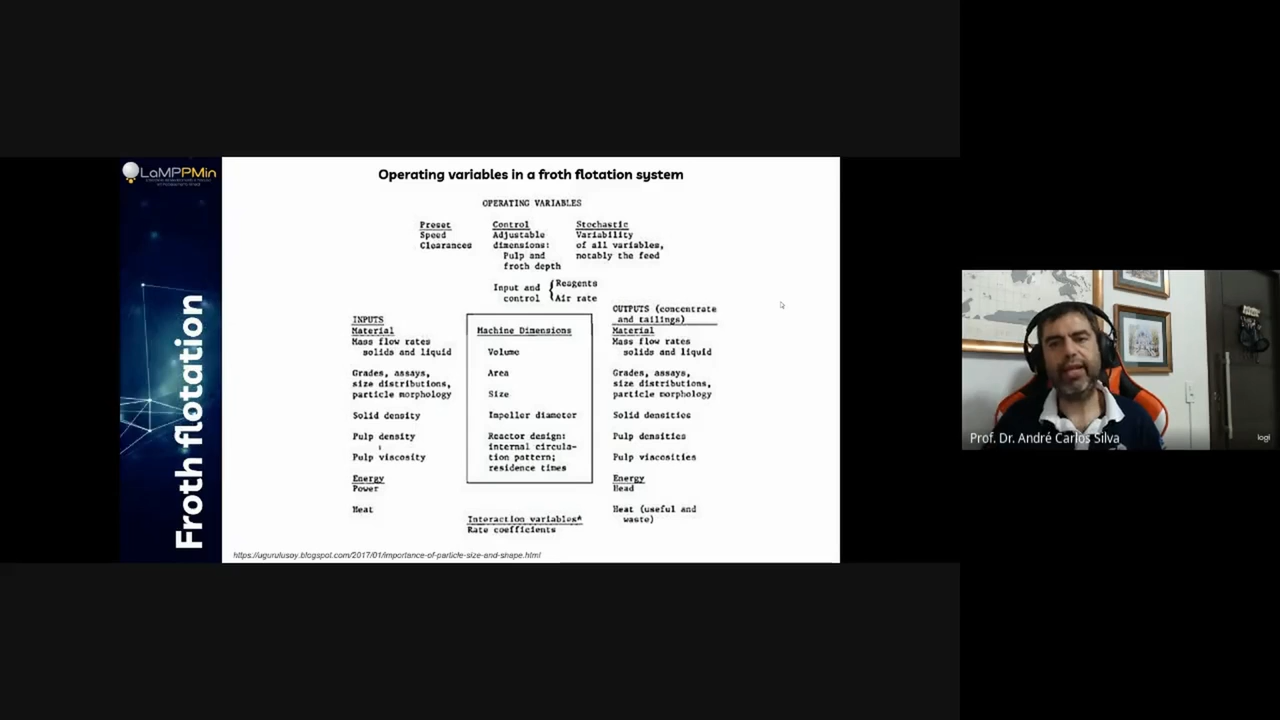 LaMPPMin
Froth flotation
Operating variables in a froth flotation system
OPERATING VARIABLES
Preset
Speed
Clearances
Control
Adjustable
dimensions:
Pulp and
froth depth
Input and
control
Reagents
Air rate
Stochastic
Variability
of all variables,
notably the feed
INPUTS
Material
Mass flow rates
solids and liquid
Grades, assays,
size distributions,
particle morphology
Solid density
Pulp density
Pulp viscosity
Energy
Power
Heat
Machine Dimensions
Volume
Area
Size
Impeller diameter
Reactor design:
internal circula-
tion pattern;
residence times
Interaction variables*
Rate coefficients
OUTPUTS (concentrate
and tailings)
Material
Mass flow rates
solids and liquid
Grades, assays,
size distributions,
particle morphology
Solid densities
Pulp densities
Pulp viscosities
Energy
Head
Heat (useful and
waste)
https://ugurulusoy.blogspot.com/2017/01/importance-of-particle-size-and-shape.html
Prof. Dr. André Carlos Silva
logi